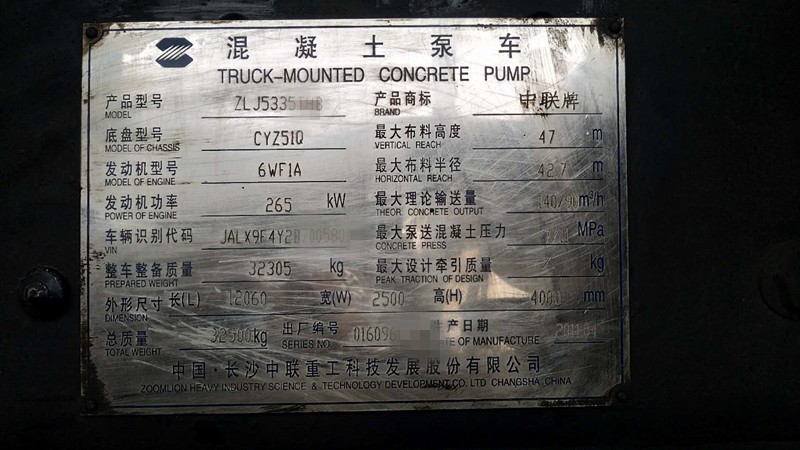 混凝土泵车
TRUCK-MOUNTED CONCRETE PUMP
产品型号 ZLJ5335 产品商标 中联牌
MODEL BRAND
底盘型号 CYZ51Q 最大布料高度 47 m
MODEL OF CHASSIS VERTICAL REACH
发动机型号 6WF1A 最大布料半径 42.7 m
MODEL OF ENGINE HORIZONTAL REACH
发动机功率 265 kW 最大理论输送量 140/90 m³/h
POWER OF ENGINE THEOR. CONCRETE OUTPUT
车辆识别代码 最大泵送混凝土压力 MPa
VIN CONCRETE PRESS
整车整备质量 32305 kg 最大设计牵引质量 / kg
PREPARED WEIGHT PEAK TRACTION OF DESIGN
外形尺寸 长(L) 12060 宽(W) 2500 高(H) 4000 mm
DIMENSION
总质量 32500 kg 出厂编号 016096 生产日期
TOTAL WEIGHT SERIES NO. OF MANUFACTURE
中国·长沙中联重工科技发展股份有限公司
ZOOMLION HEAVY INDUSTRY SCIENCE & TECHNOLOGY DEVELOPMENT CO. LTD CHANGSHA CHINA